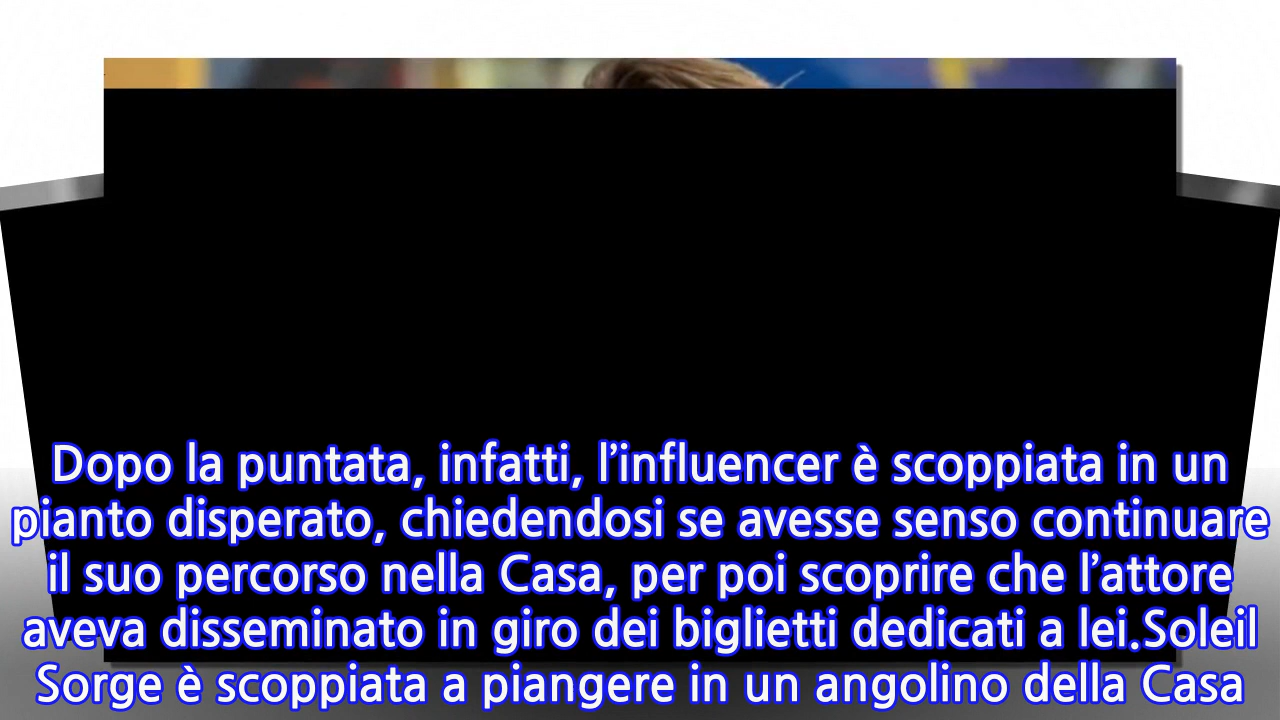 Dopo la puntata, infatti, l'influencer è scoppiata in un
pianto disperato, chiedendosi se avesse senso continuare
il suo percorso nella Casa, per poi scoprire che l'attore
aveva disseminato in giro dei biglietti dedicati a lei.Soleil
Sorge è scoppiata a piangere in un angolino della Casa